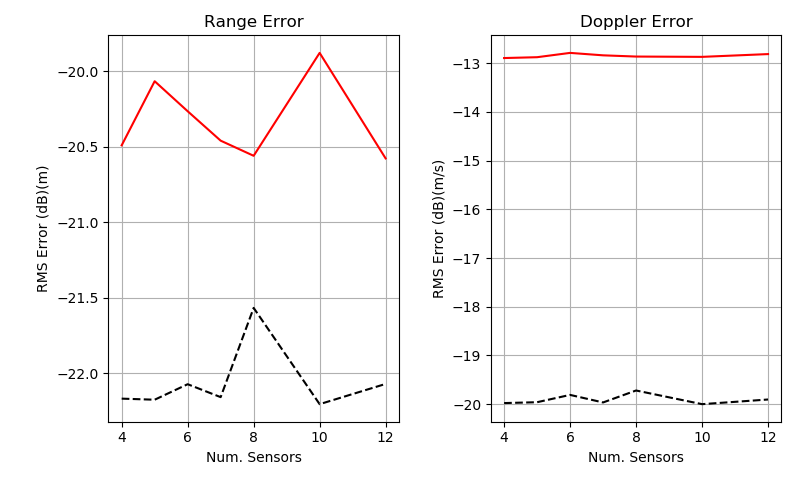 Range Error
RMS Error (dB)(m)
−20.0
−20.5
−21.0
−21.5
−22.0
4 6 8 10 12
Num. Sensors
Doppler Error
RMS Error (dB)(m/s)
−13
−14
−15
−16
−17
−18
−19
−20
4 6 8 10 12
Num. Sensors